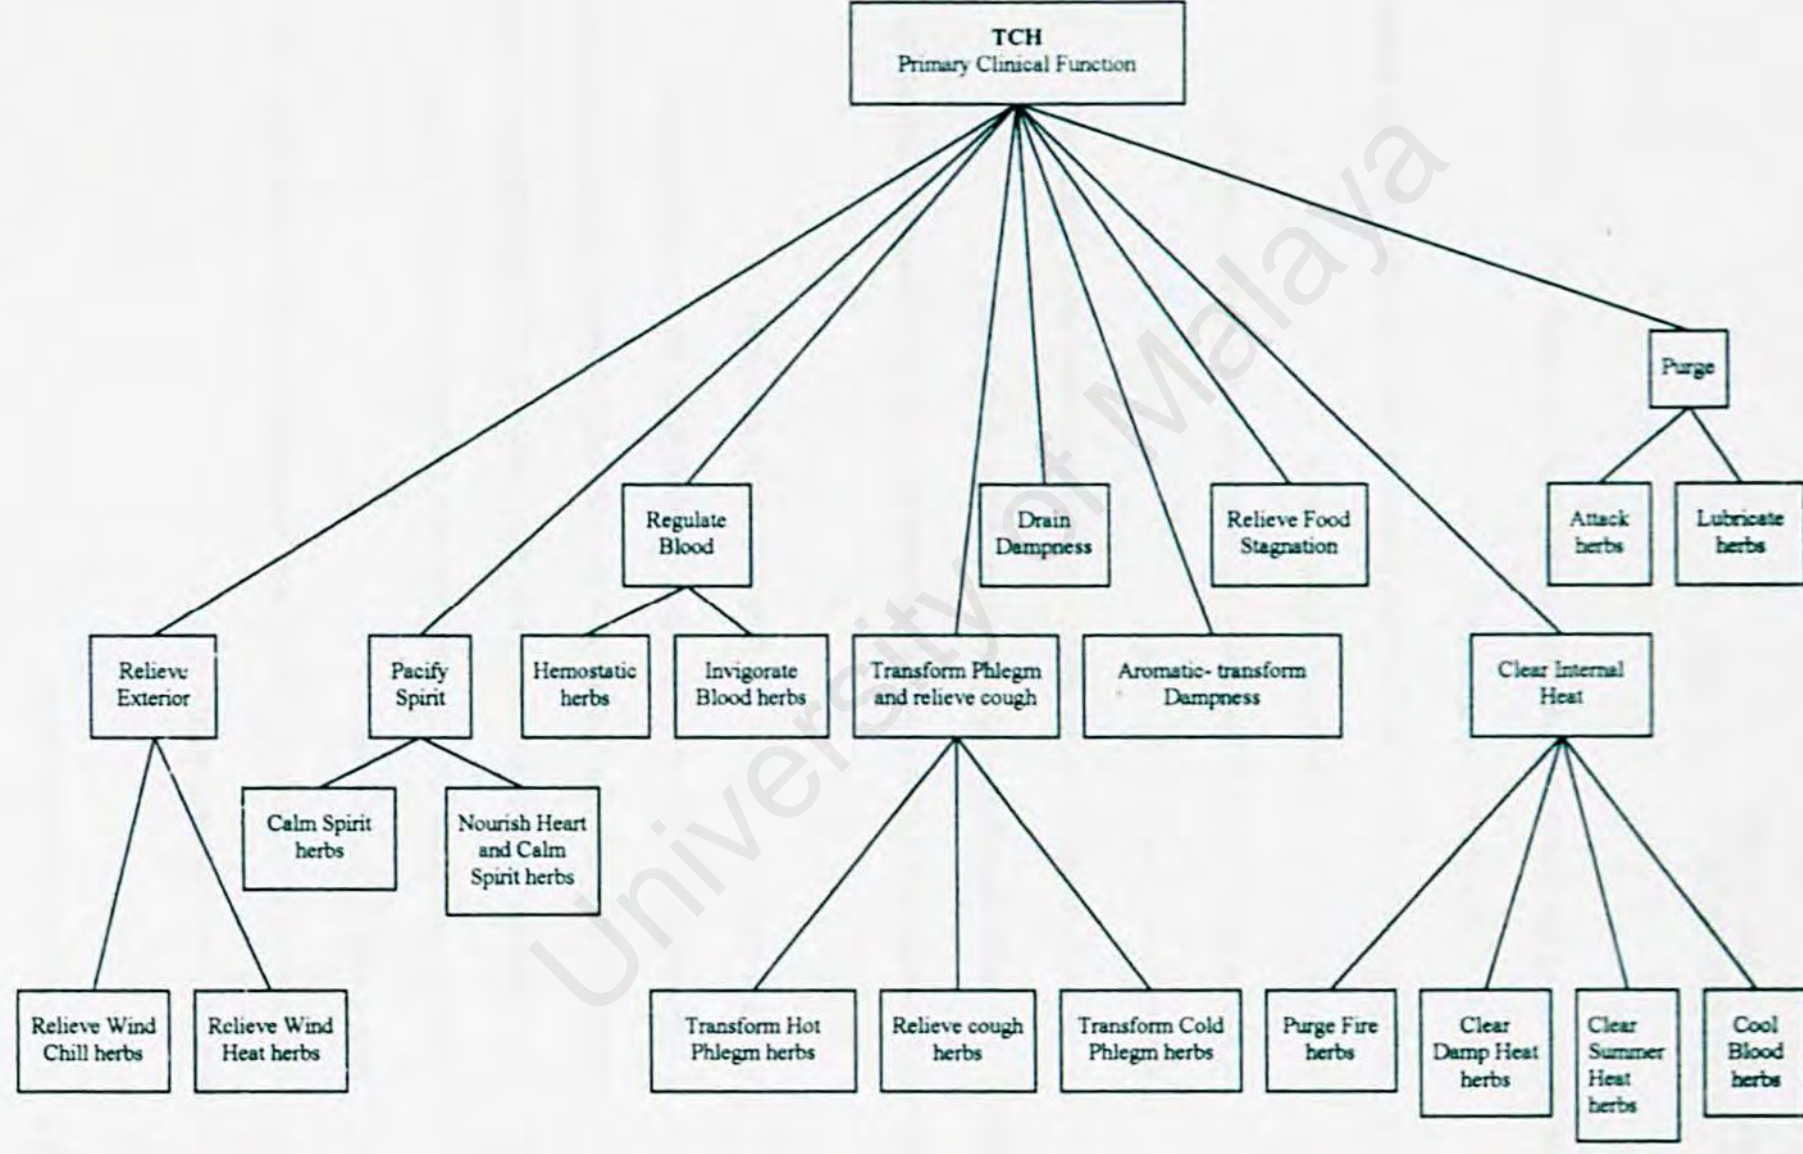 TCH
Primary Clinical Function
Purge
Regulate
Blood
Drain
Dampness
Relieve Food
Stagnation
Attack
herbs
Lubricate
herbs
Relieve
Exterior
Pacify
Spirit
Hemostatic
herbs
Invigorate
Blood herbs
Transform Phlegm
and relieve cough
Aromatic- transform
Dampness
Clear Internal
Heat
Calm Spirit
herbs
Nourish Heart
and Calm
Spirit herbs
Relieve Wind
Chill herbs
Relieve Wind
Heat herbs
Transform Hot
Phlegm herbs
Relieve cough
herbs
Transform Cold
Phlegm herbs
Purge Fire
herbs
Clear
Damp Heat
herbs
Clear
Summer
Heat
herbs
Cool
Blood
herbs
University of Malaya